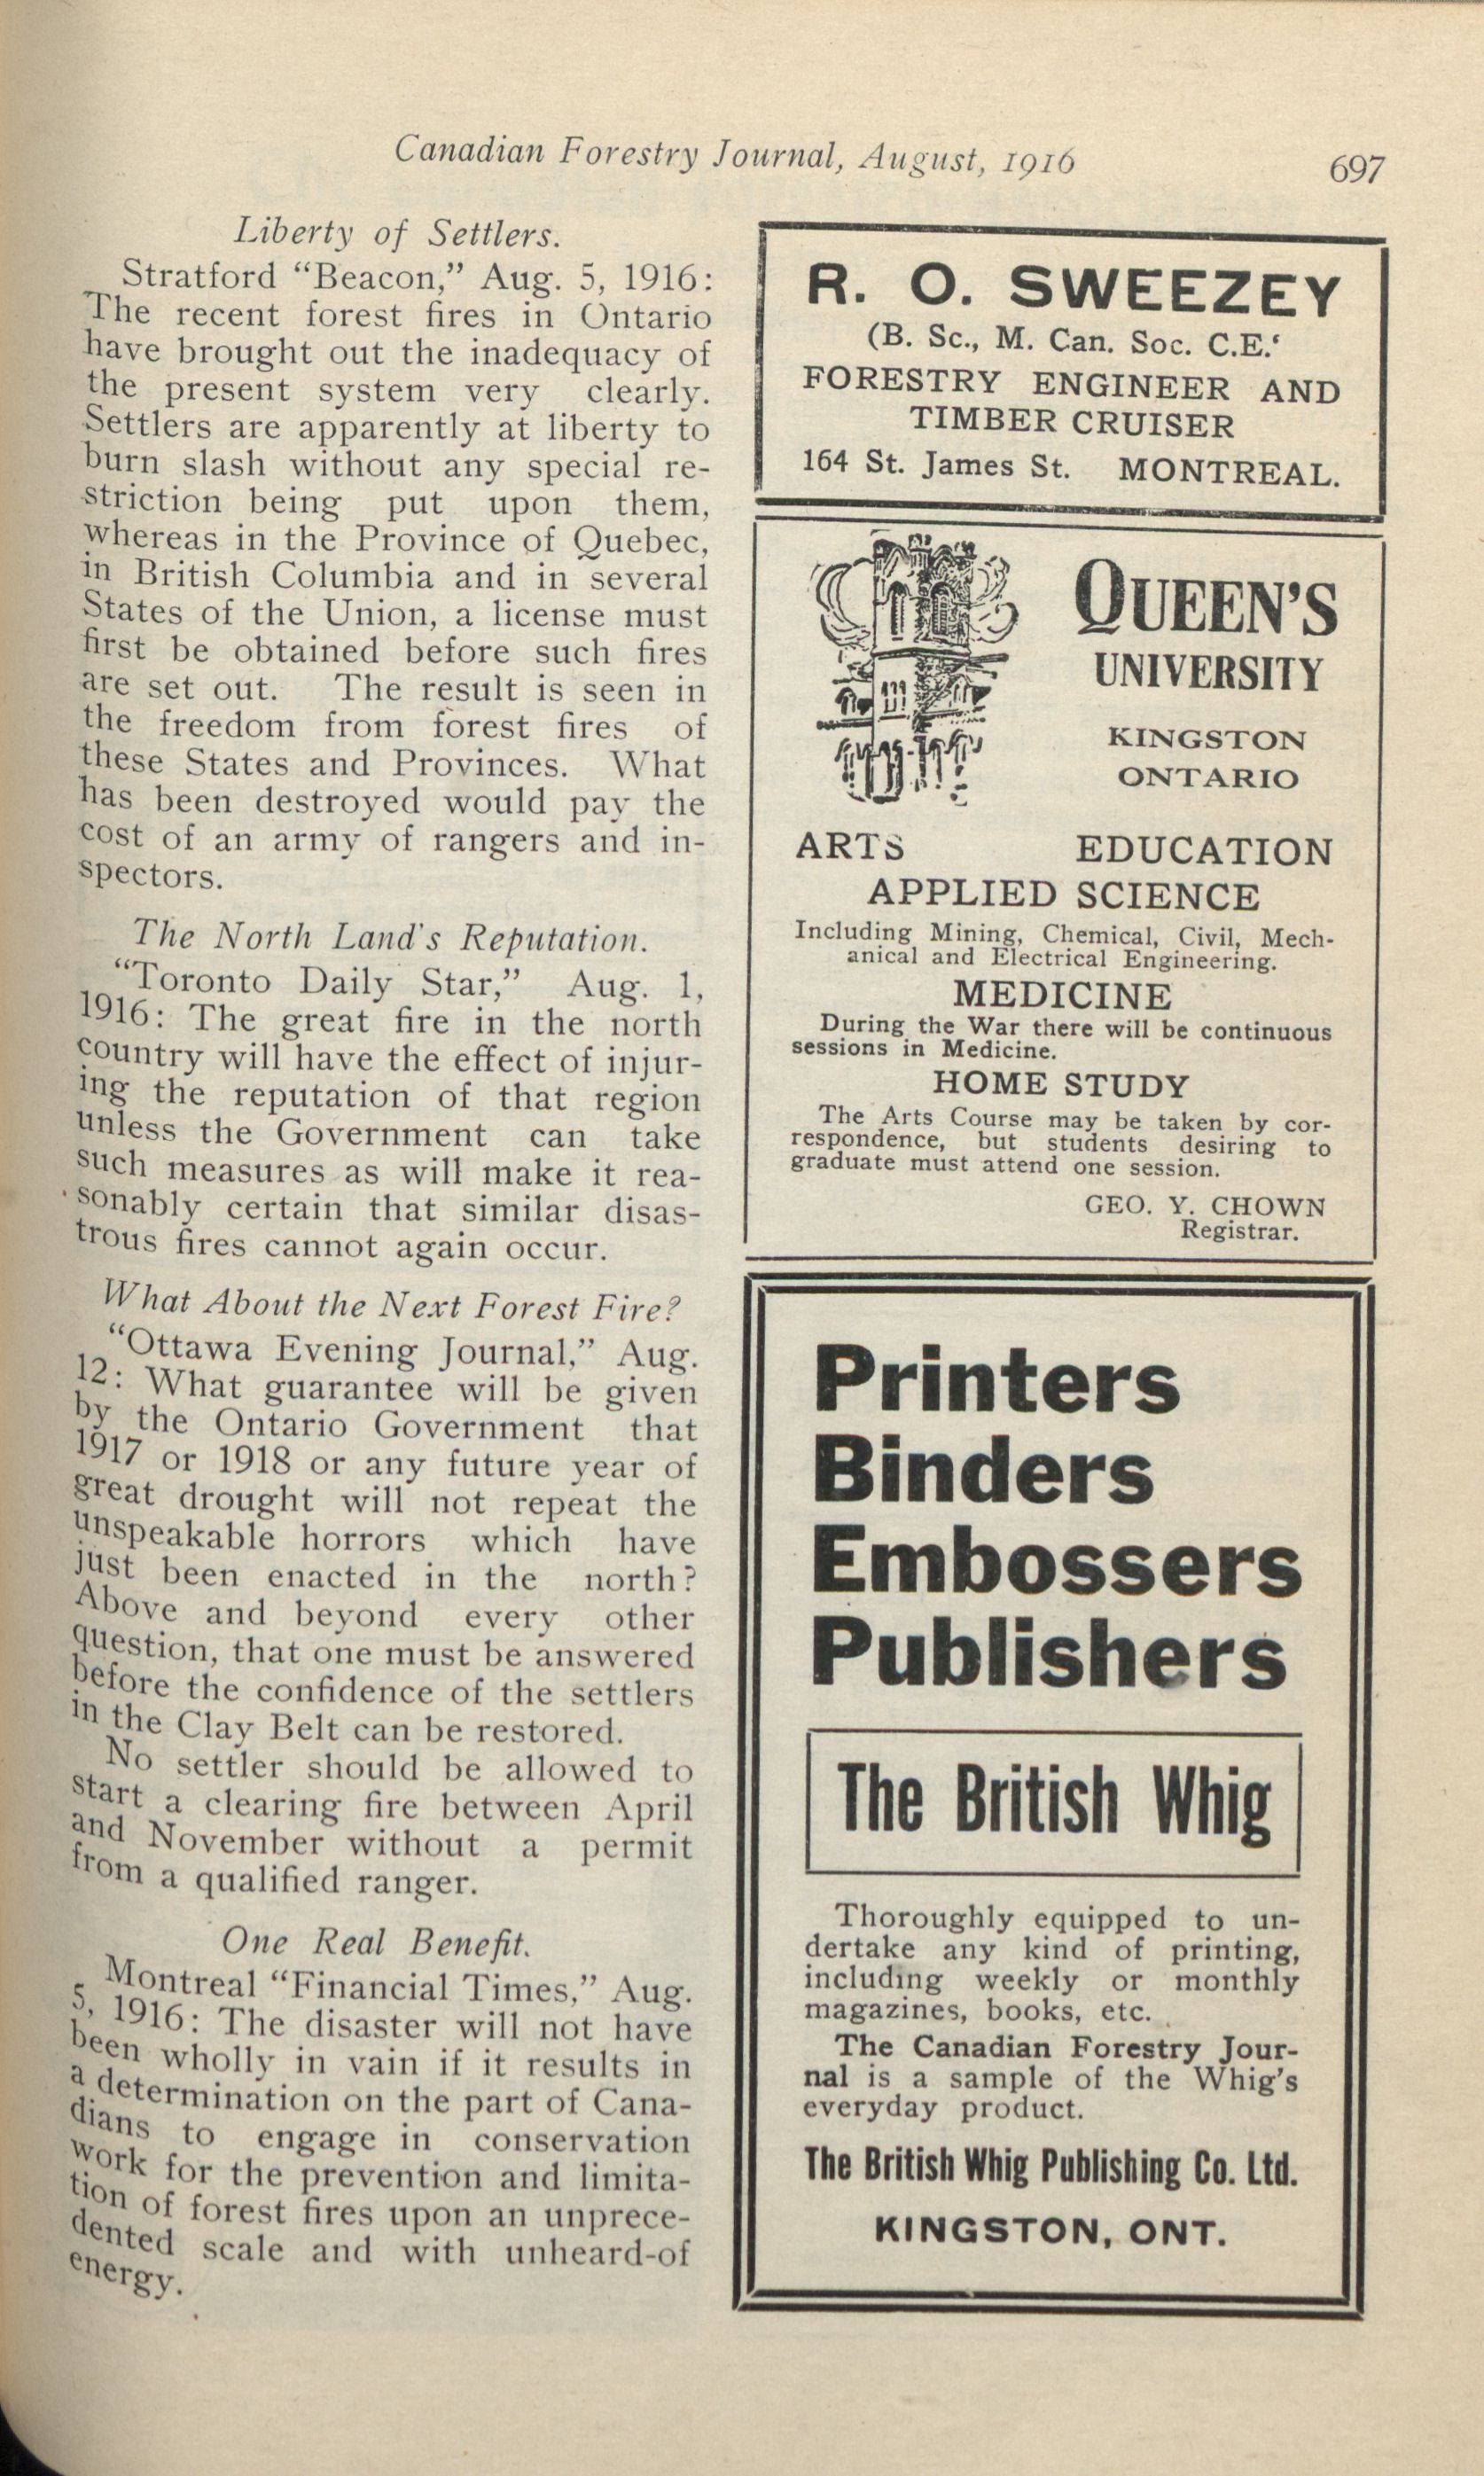 Canadian Forestry Journal, August, 1916
697
Liberty of Settlers.
Stratford “Beacon,” Aug. 5, 1916:
The recent forest fires in Ontario
have brought out the inadequacy of
the present system very clearly.
Settlers are apparently at liberty to
burn slash without any special re-
striction being put upon them,
whereas in the Province of Quebec,
in British Columbia and in several
States of the Union, a license must
first be obtained before such fires
are set out. The result is seen in
the freedom from forest fires of
these States and Provinces. What
has been destroyed would pay the
cost of an army of rangers and in-
spectors.
The North Land's Reputation.
“Toronto Daily Star,” Aug. 1,
1916: The great fire in the north
country will have the effect of injur-
ing the reputation of that region
unless the Government can take
such measures as will make it rea-
sonably certain that similar disas-
trous fires cannot again occur.
What About the Next Forest Fire?
“Ottawa Evening Journal,” Aug.
12: What guarantee will be given
by the Ontario Government that
1917 or 1918 or any future year of
great drought will not repeat the
unspeakable horrors which have
just been enacted in the north?
Above and beyond every other
question, that one must be answered
before the confidence of the settlers
in the Clay Belt can be restored.
No settler should be allowed to
start a clearing fire between April
and November without a permit
from a qualified ranger.
One Real Benefit.
Montreal “Financial Times,” Aug.
5, 1916: The disaster will not have
been wholly in vain if it results in
a determination on the part of Cana-
dians to engage in conservation
work for the prevention and limita-
tion of forest fires upon an unprece-
dented scale and with unheard-of
energy.
R. O. SWEEZEY
(B. Sc., M. Can. Soc. C.E.‘
FORESTRY ENGINEER AND
TIMBER CRUISER
164 St. James St. MONTREAL.
QUEEN'S
UNIVERSITY
KINGSTON
ONTARIO
ARTS EDUCATION
APPLIED SCIENCE
Including Mining, Chemical, Civil, Mech-
anical and Electrical Engineering.
MEDICINE
During the War there will be continuous
sessions in Medicine.
HOME STUDY
The Arts Course may be taken by cor-
respondence, but students desiring to
graduate must attend one session.
GEO. Y. CHOWN
Registrar.
Printers
Binders
Embossers
Publishers
The British Whig
Thoroughly equipped to un-
dertake any kind of printing,
including weekly or monthly
magazines, books, etc.
The Canadian Forestry Jour-
nal is a sample of the Whig's
everyday product.
The British Whig Publishing Co. Ltd.
KINGSTON, ONT.